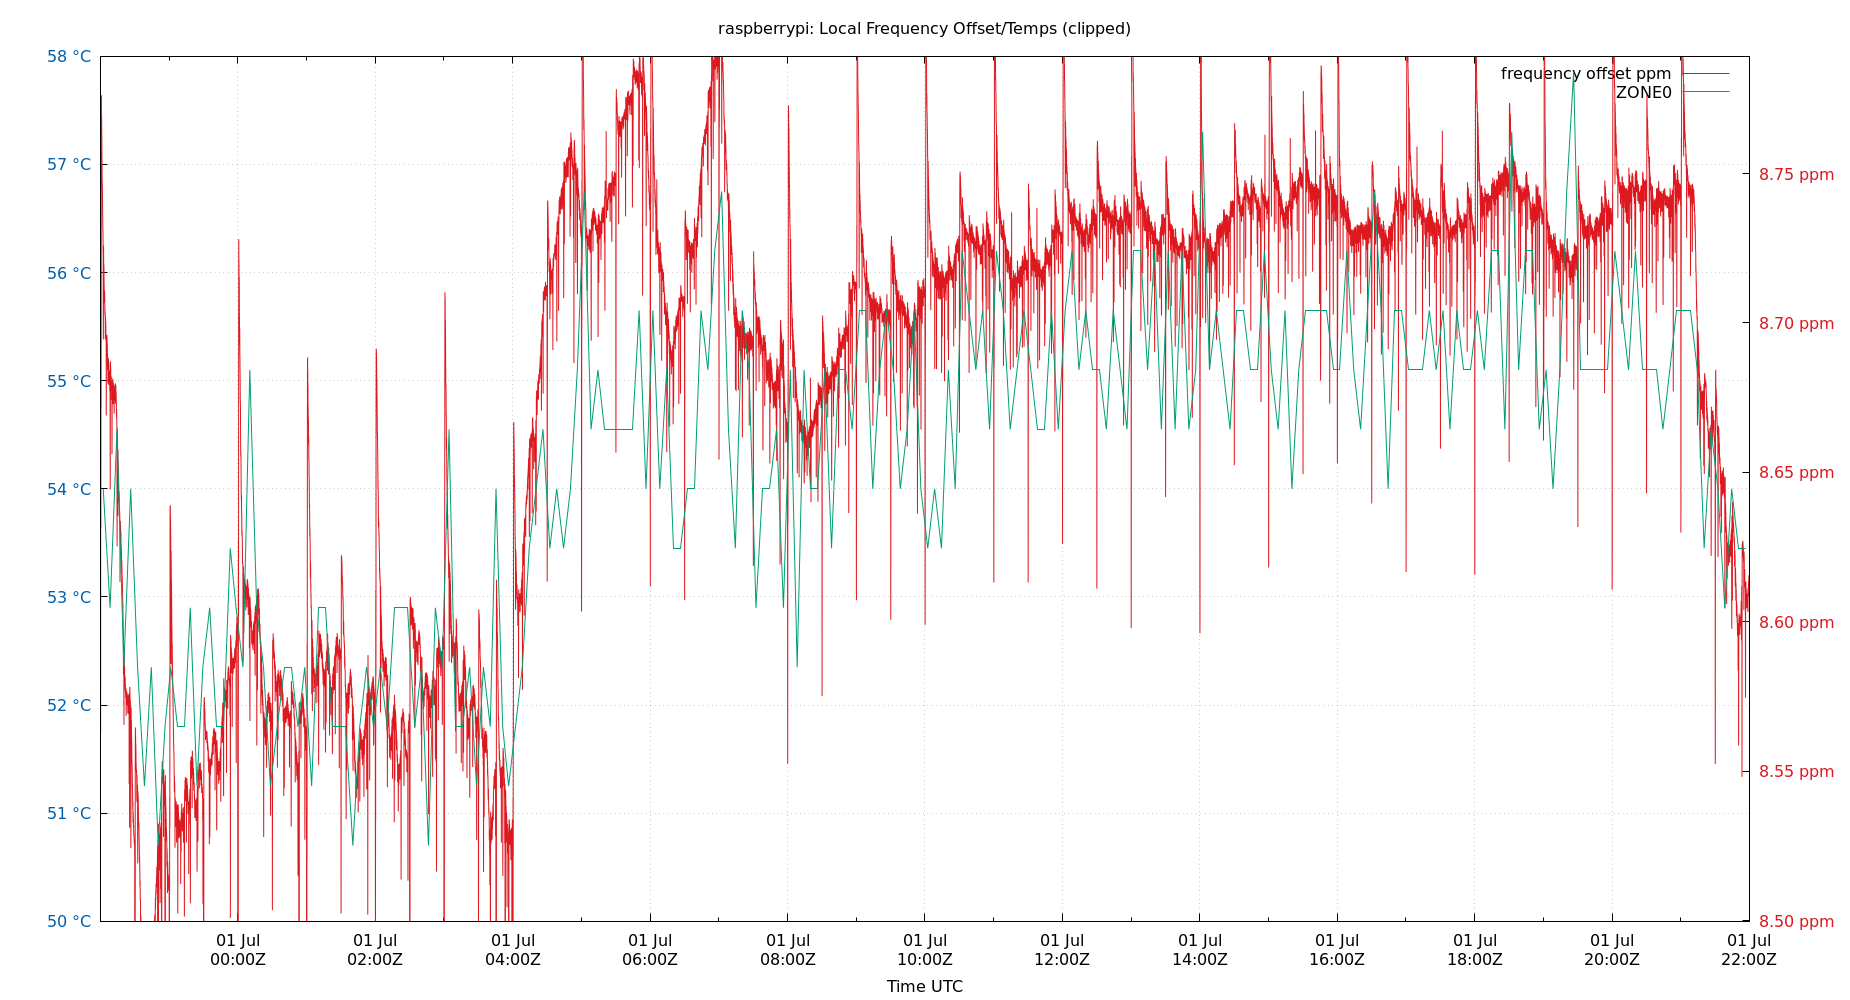 raspberrypi: Local Frequency Offset/Temps (clipped)
58 °C
57 °C
56 °C
55 °C
54 °C
53 °C
52 °C
51 °C
50 °C
frequency offset ppm
ZONE0
8.75 ppm
8.70 ppm
8.65 ppm
8.60 ppm
8.55 ppm
8.50 ppm
01 Jul 01 Jul 01 Jul 01 Jul 01 Jul 01 Jul 01 Jul 01 Jul 01 Jul 01 Jul 01 Jul 01 Jul
00:00Z 02:00Z 04:00Z 06:00Z 08:00Z 10:00Z 12:00Z 14:00Z 16:00Z 18:00Z 20:00Z 22:00Z
Time UTC